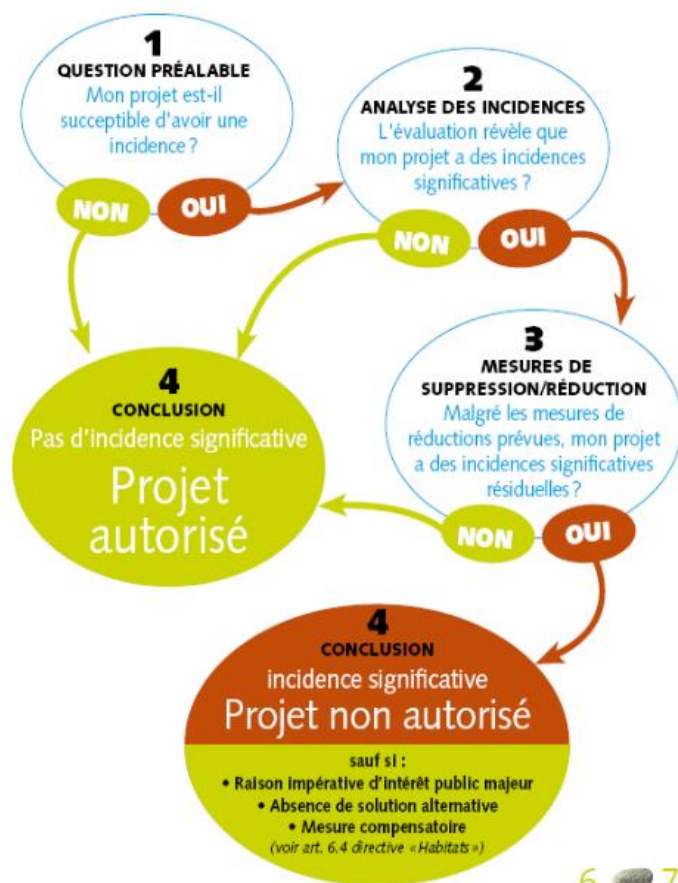 1
QUESTION PRÉALABLE
Mon projet est-il
succeptible d'avoir une
incidence ?
NON
OUI
2
ANALYSE DES INCIDENCES
L'évaluation révèle que
mon projet a des incidences
significatives ?
NON
OUI
3
MESURES DE
SUPPRESSION/RÉDUCTION
Malgré les mesures de
réductions prévues, mon projet
a des incidences significatives
résiduelles ?
NON
OUI
4
CONCLUSION
Pas d'incidence significative
Projet
autorisé
4
CONCLUSION
incidence significative
Projet non autorisé
sauf si :
• Raison impérative d'intérêt public majeur
• Absence de solution alternative
• Mesure compensatoire
(voir art. 6.4 directive « Habitats »)
6 7